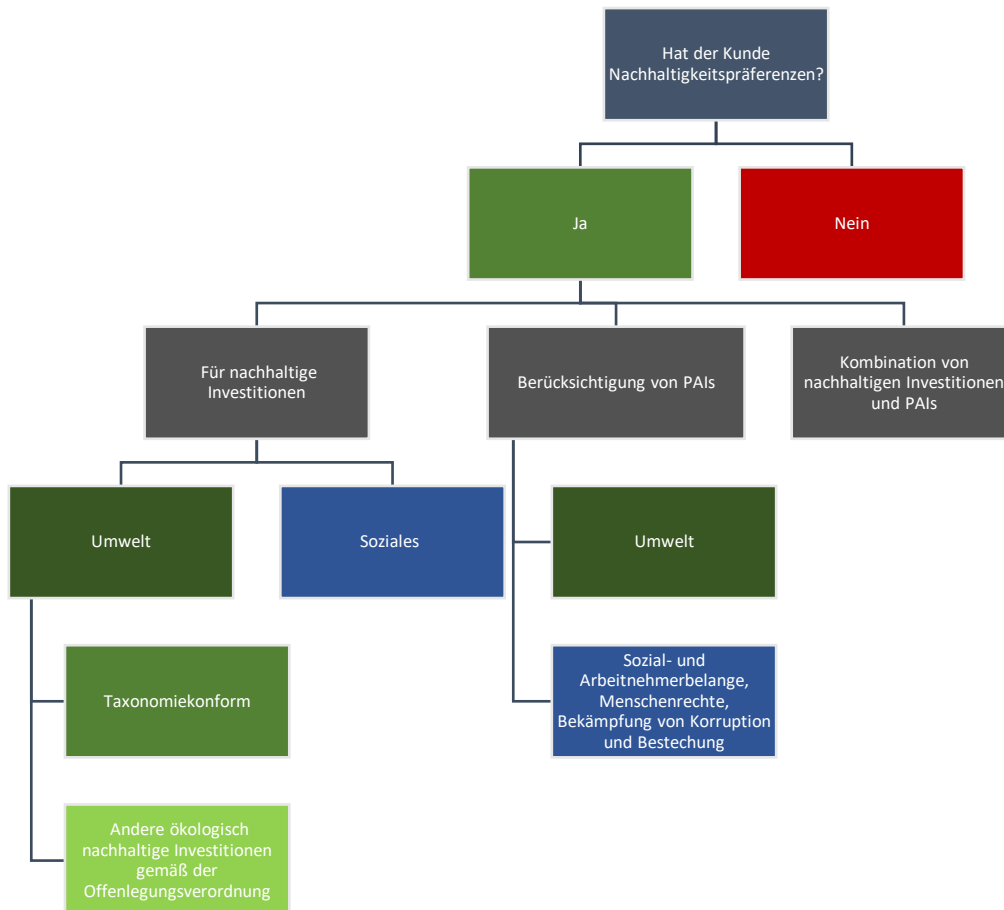 Hat der Kunde
Nachhaltigkeitspräferenzen?
Ja
Nein
Für nachhaltige
Investitionen
Berücksichtigung von PAIs
Kombination von
nachhaltigen Investitionen
und PAIs
Umwelt
Soziales
Umwelt
Taxonomiekonform
Sozial- und
Arbeitnehmerbelange,
Menschenrechte,
Bekämpfung von Korruption
und Bestechung
Andere ökologisch
nachhaltige Investitionen
gemäß der
Offenlegungsverordnung